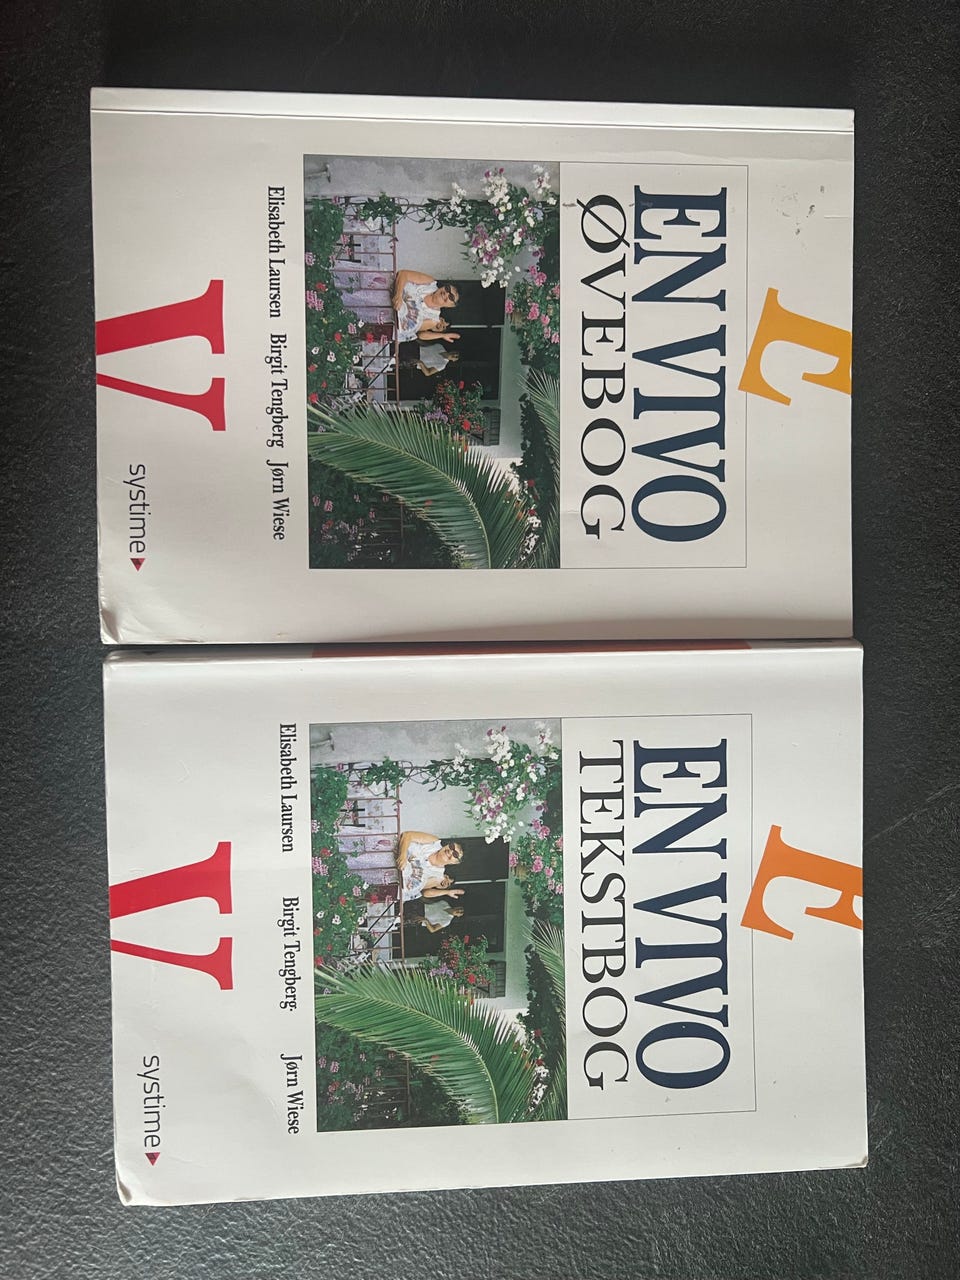 E
EN VIVO
ØVEBOG
Elisabeth Laursen Birgit Tengberg Jørn Wiese
V
systime
E
EN VIVO
TEKSTBOG
Elisabeth Laursen Birgit Tengberg. Jørn Wiese
V
systime